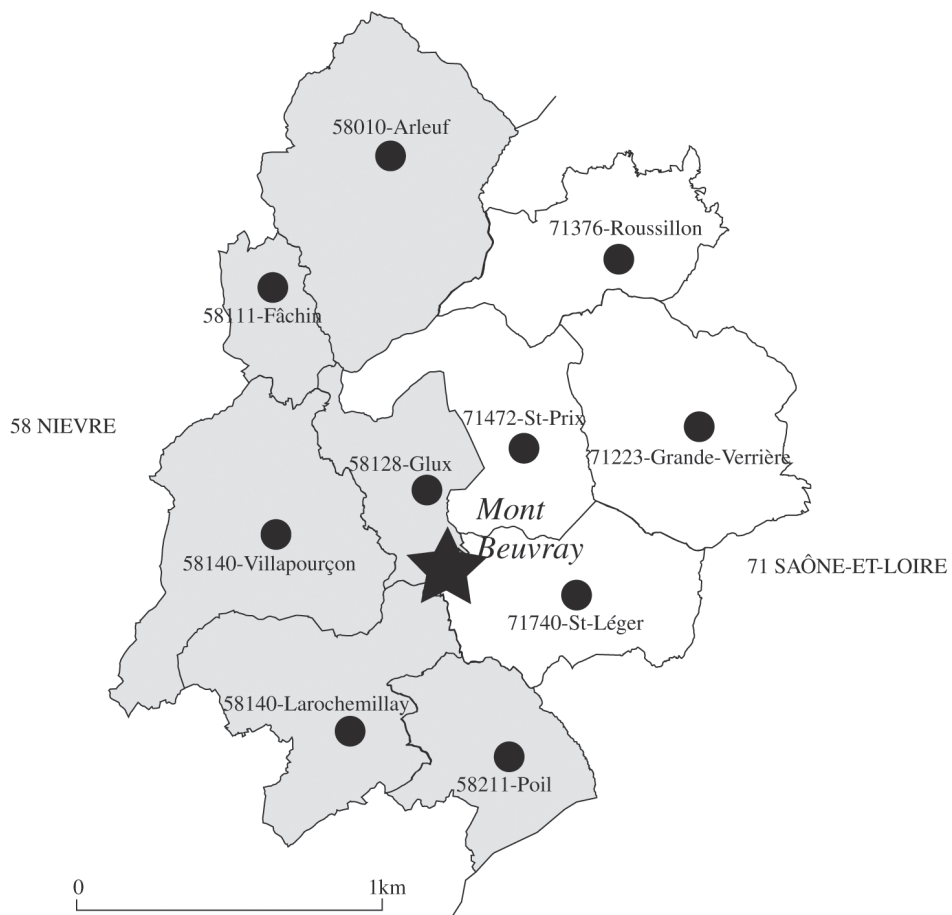 58010-Arleuf
71376-Roussillon
58111-Fâchin
58 NIEVRE
71472-St-Prix
58128-Glux
71223-Grande-Verrière
Mont
Beuvray
58140-Villapourçon
71 SAÔNE-ET-LOIRE
71740-St-Léger
58140-Larochemillay
58211-Poil
0 1km